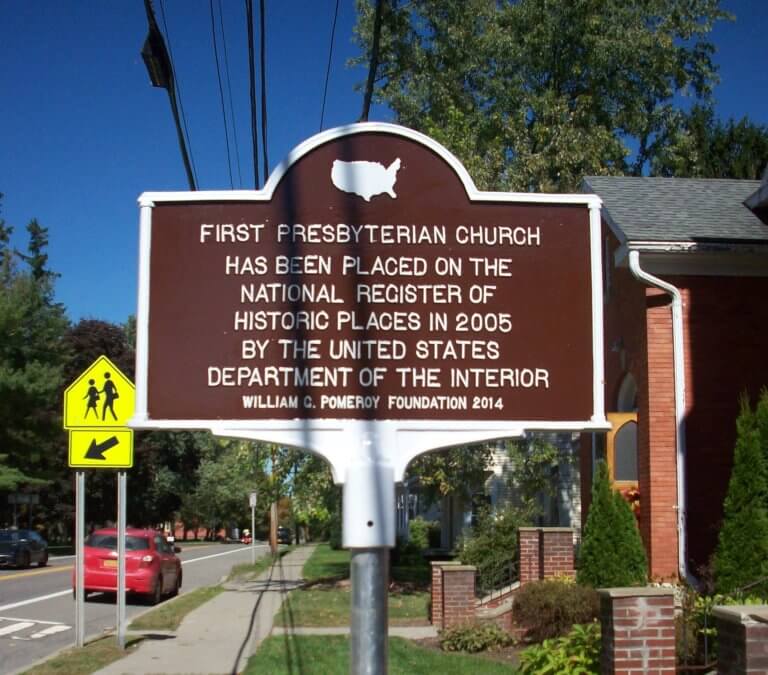 FIRST PRESBYTERIAN CHURCH
HAS BEEN PLACED ON THE
NATIONAL REGISTER OF
HISTORIC PLACES IN 2005
BY THE UNITED STATES
DEPARTMENT OF THE INTERIOR
WILLIAM G. POMEROY FOUNDATION 2014